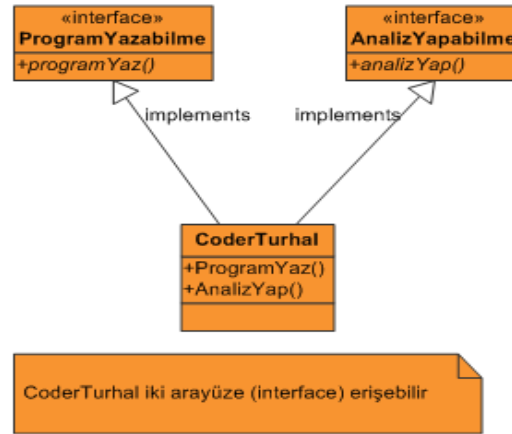 «interface»
ProgramYazabilme
+programYaz()
«interface»
AnalizYapabilme
+analizYap()
implements
implements
CoderTurhal
+ProgramYaz()
+AnalizYap()
CoderTurhal iki arayüze (interface) erişebilir